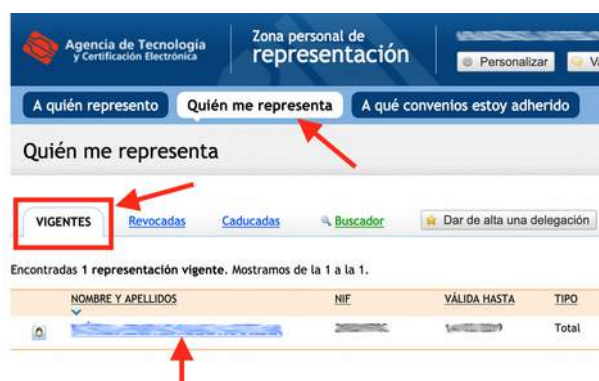 Agencia de Tecnología
y Certificación Electrónica
Zona personal de
representación
Personalizar
A quién represento
Quién me representa
A qué convenios estoy adherido
Quién me representa
VIGENTES
Revocadas
Caducadas
Buscador
Dar de alta una delegación
Encontradas 1 representación vigente. Mostramos de la 1 a la 1.
NOMBRE Y APELLIDOS
NIF
VÁLIDA HASTA
TIPO
Total